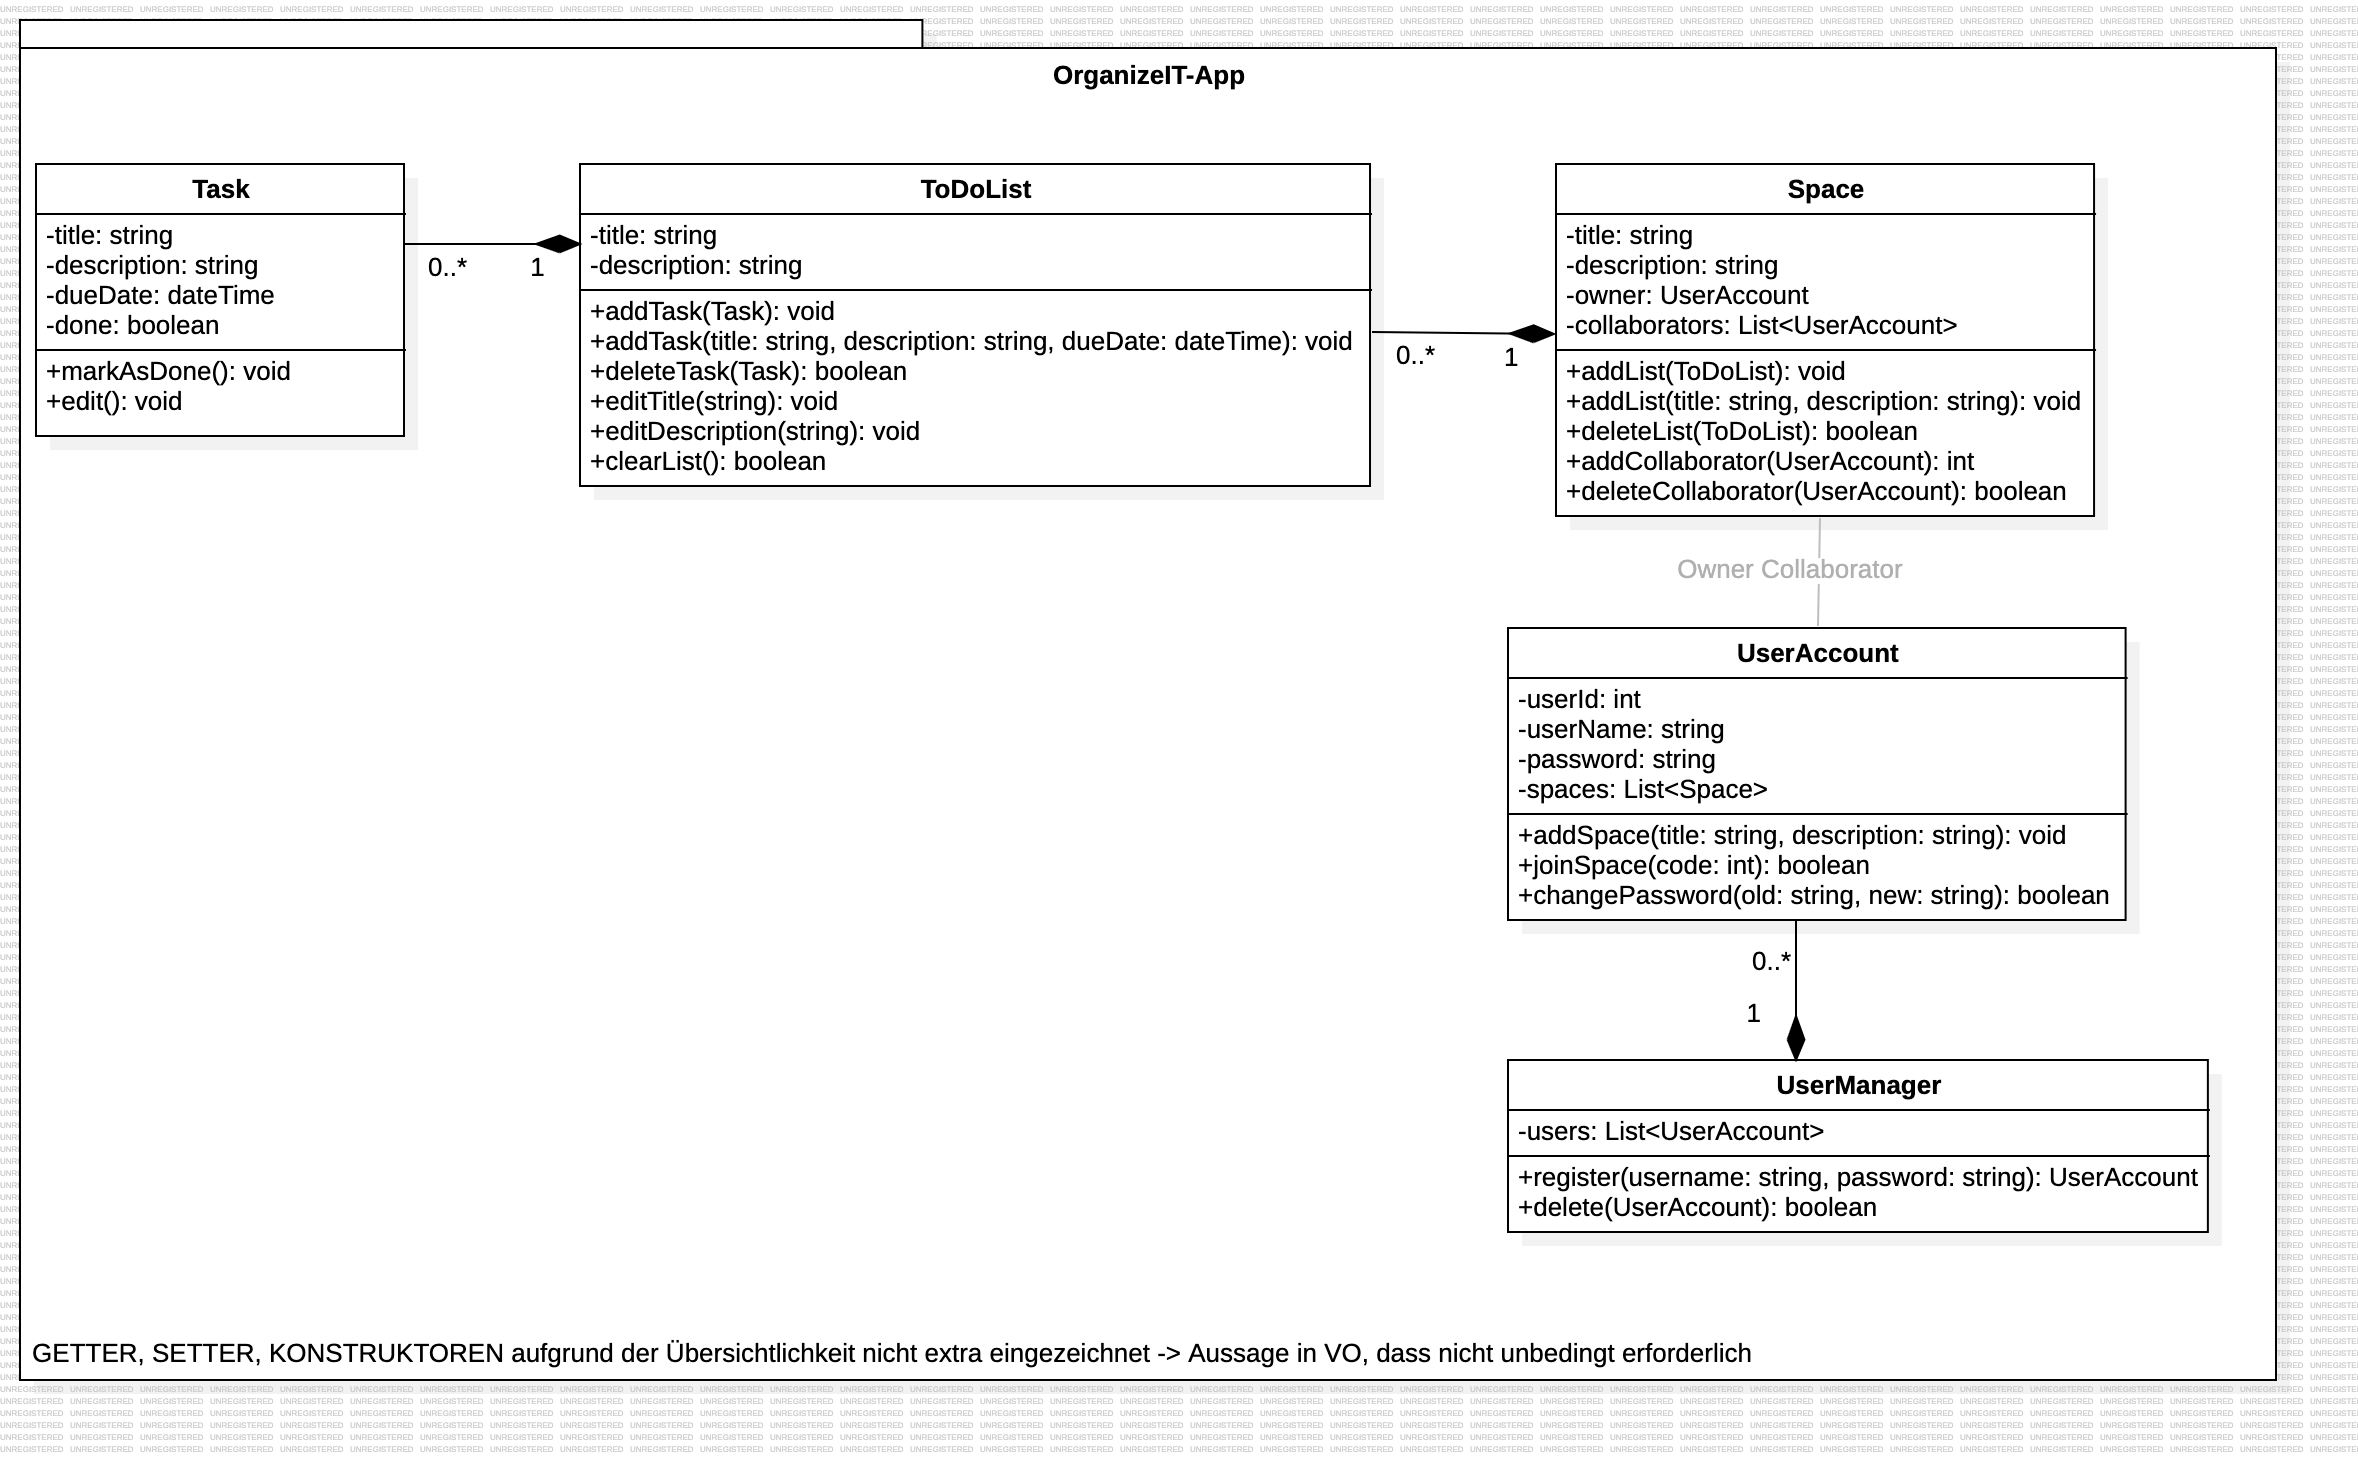 OrganizeIT-App
Task
-title: string
-description: string
-dueDate: dateTime
-done: boolean
+markAsDone(): void
+edit(): void
0..*
1
ToDoList
-title: string
-description: string
+addTask(Task): void
+addTask(title: string, description: string, dueDate: dateTime): void
+deleteTask(Task): boolean
+editTitle(string): void
+editDescription(string): void
+clearList(): boolean
0..*
1
Space
-title: string
-description: string
-owner: UserAccount
-collaborators: List<UserAccount>
+addList(ToDoList): void
+addList(title: string, description: string): void
+deleteList(ToDoList): boolean
+addCollaborator(UserAccount): int
+deleteCollaborator(UserAccount): boolean
Owner Collaborator
UserAccount
-userId: int
-userName: string
-password: string
-spaces: List<Space>
+addSpace(title: string, description: string): void
+joinSpace(code: int): boolean
+changePassword(old: string, new: string): boolean
0..*
1
UserManager
-users: List<UserAccount>
+register(username: string, password: string): UserAccount
+delete(UserAccount): boolean
GETTER, SETTER, KONSTRUKTOREN aufgrund der Übersichtlichkeit nicht extra eingezeichnet -> Aussage in VO, dass nicht unbedingt erforderlich
UNREGISTERED